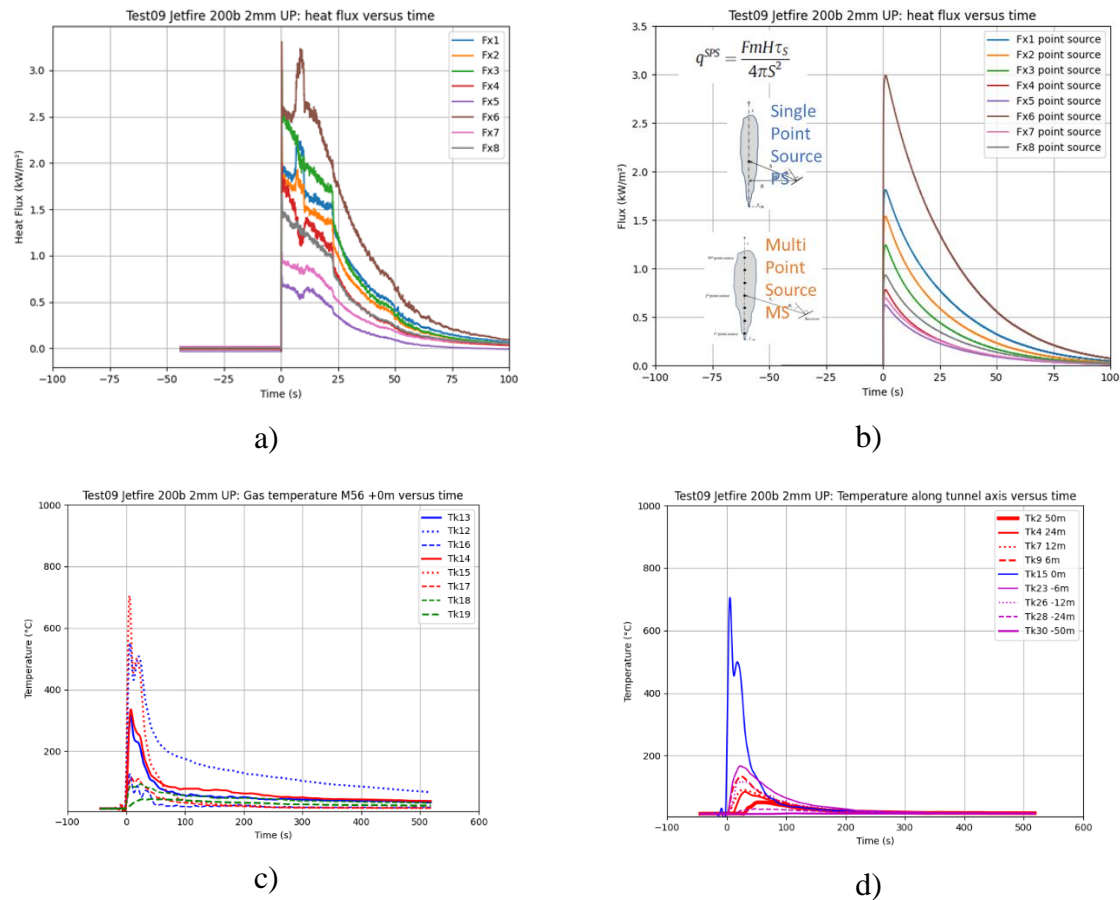 Test09 Jetfire 200b 2mm UP: heat flux versus time
Heat Flux (kW/m²)
3.0
2.5
2.0
1.5
1.0
0.5
0.0
Fx1
Fx2
Fx3
Fx4
Fx5
Fx6
Fx7
Fx8
−100 −75 −50 −25 0 25 50 75 100
Time (s)
a)
Test09 Jetfire 200b 2mm UP: heat flux versus time
Flux (kW/m²)
3.5
3.0
2.5
2.0
1.5
1.0
0.5
0.0
q^SPS = FmHτ_S / 4πS²
Single
Point
Source
PS
Multi
Point
Source
MS
Fx1 point source
Fx2 point source
Fx3 point source
Fx4 point source
Fx5 point source
Fx6 point source
Fx7 point source
Fx8 point source
−100 −75 −50 −25 0 25 50 75 100
Time (s)
b)
Test09 Jetfire 200b 2mm UP: Gas temperature M56 +0m versus time
Temperature (°C)
1000
800
600
400
200
Tk13
Tk12
Tk16
Tk14
Tk15
Tk17
Tk18
Tk19
−100 0 100 200 300 400 500 600
Time (s)
c)
Test09 Jetfire 200b 2mm UP: Temperature along tunnel axis versus time
Temperature (°C)
1000
800
600
400
200
Tk2 50m
Tk4 24m
Tk7 12m
Tk9 6m
Tk15 0m
Tk23 -6m
Tk26 -12m
Tk28 -24m
Tk30 -50m
−100 0 100 200 300 400 500 600
Time (s)
d)